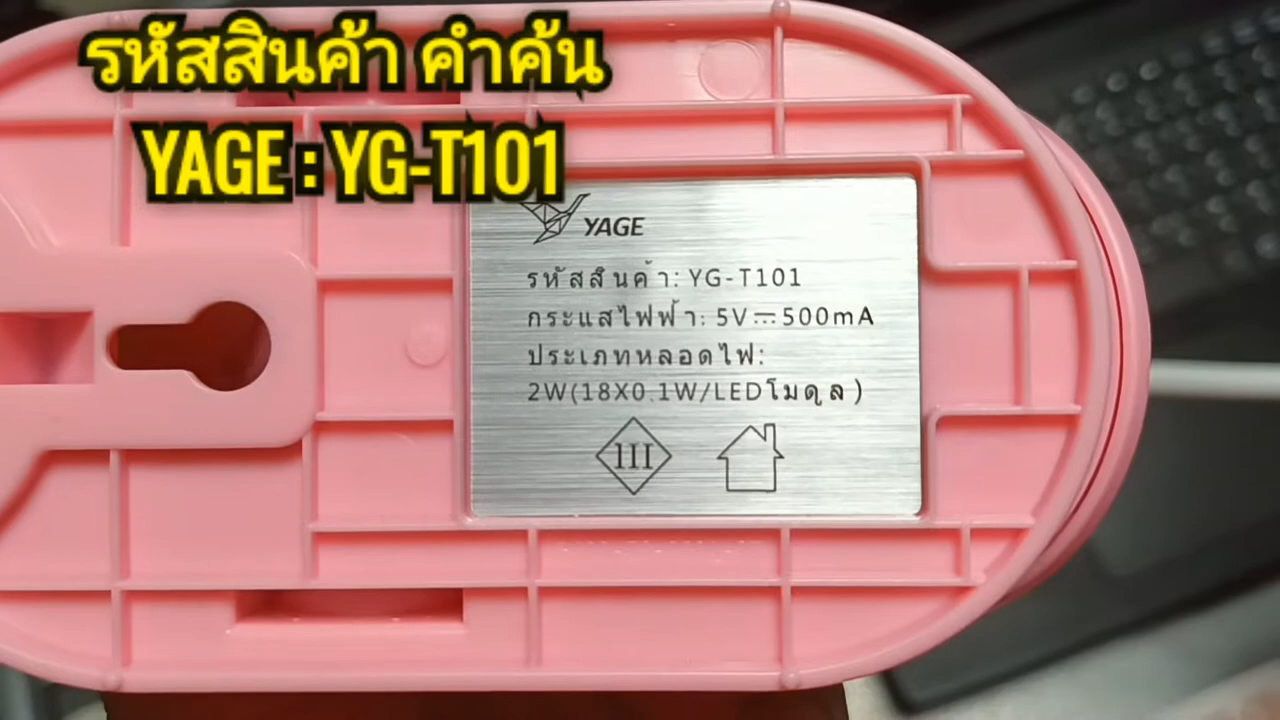 รหัสสินค้า คำค้น
YAGE : YG-T101
YAGE
รหัสสินค้า: YG-T101
กระแสไฟฟ้า: 5V⎓500mA
ประเภทหลอดไฟ:
2W(18X0.1W/LEDโมดูล)
III